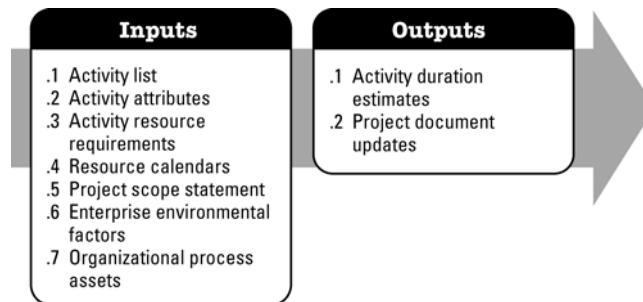 Inputs
.1 Activity list
.2 Activity attributes
.3 Activity resource
requirements
.4 Resource calendars
.5 Project scope statement
.6 Enterprise environmental
factors
.7 Organizational process
assets
Outputs
.1 Activity duration
estimates
.2 Project document
updates